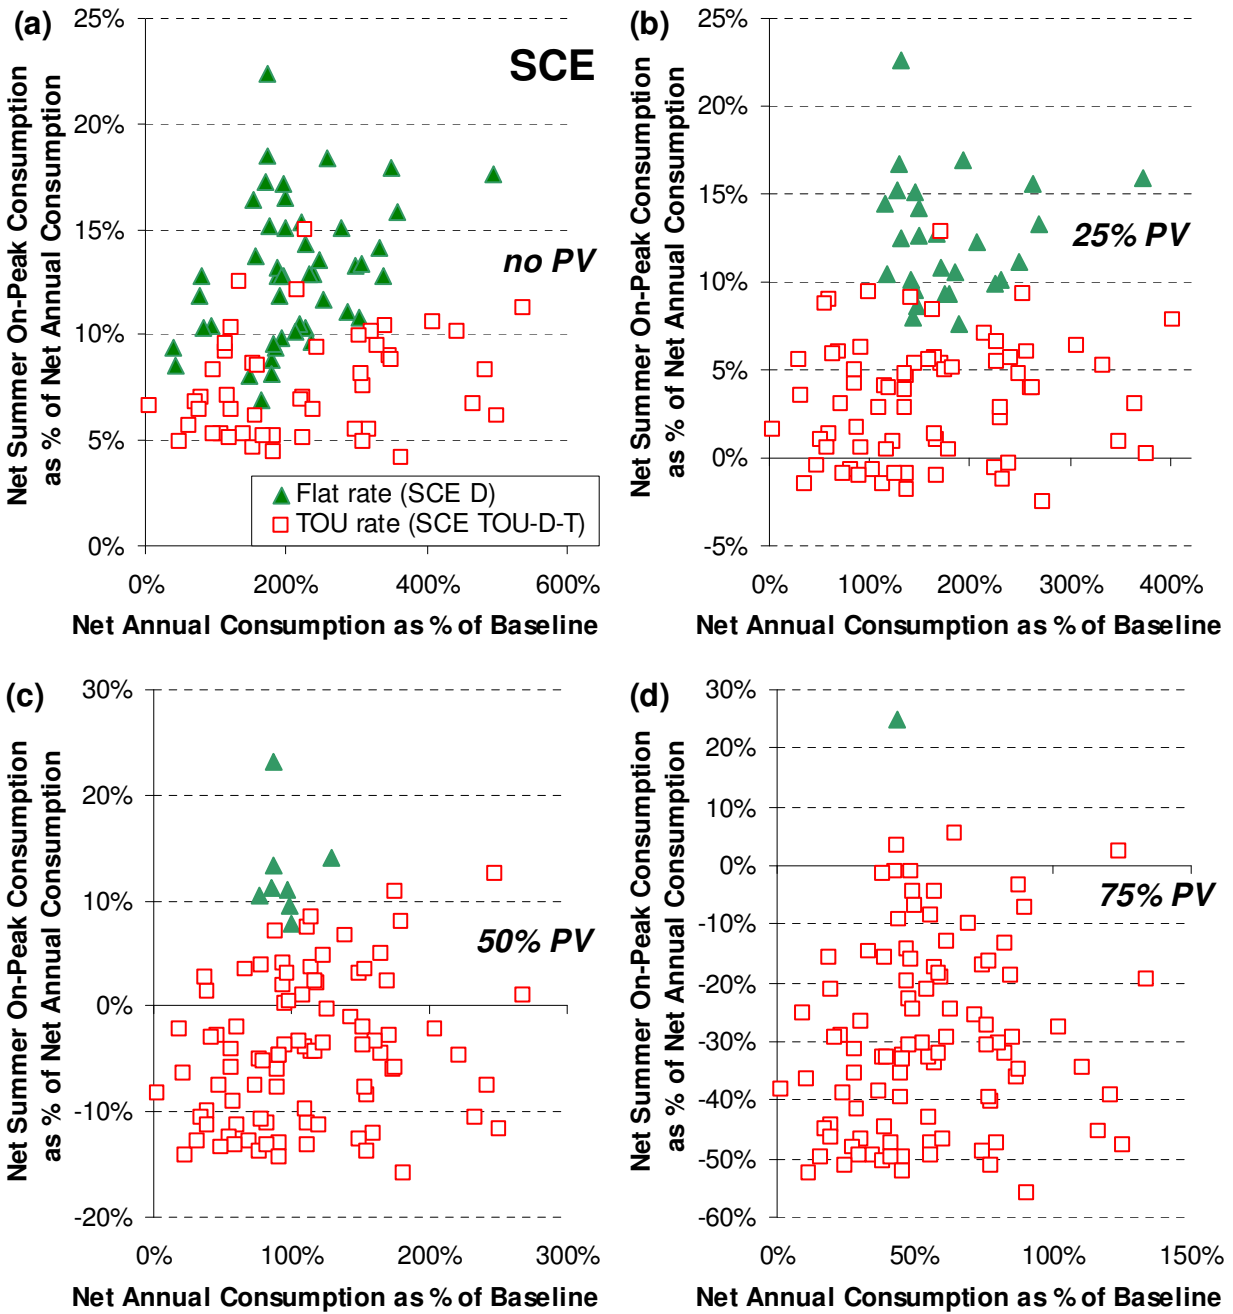 (a)
SCE
no PV
Net Summer On-Peak Consumption
as % of Net Annual Consumption
25%
20%
15%
10%
5%
0%
Flat rate (SCE D)
TOU rate (SCE TOU-D-T)
0% 200% 400% 600%
Net Annual Consumption as % of Baseline
(b)
25% PV
Net Summer On-Peak Consumption
as % of Net Annual Consumption
25%
20%
15%
10%
5%
0%
-5%
0% 100% 200% 300% 400%
Net Annual Consumption as % of Baseline
(c)
50% PV
Net Summer On-Peak Consumption
as % of Net Annual Consumption
30%
20%
10%
0%
-10%
-20%
0% 100% 200% 300%
Net Annual Consumption as % of Baseline
(d)
75% PV
Net Summer On-Peak Consumption
as % of Net Annual Consumption
30%
20%
10%
0%
-10%
-20%
-30%
-40%
-50%
-60%
0% 50% 100% 150%
Net Annual Consumption as % of Baseline